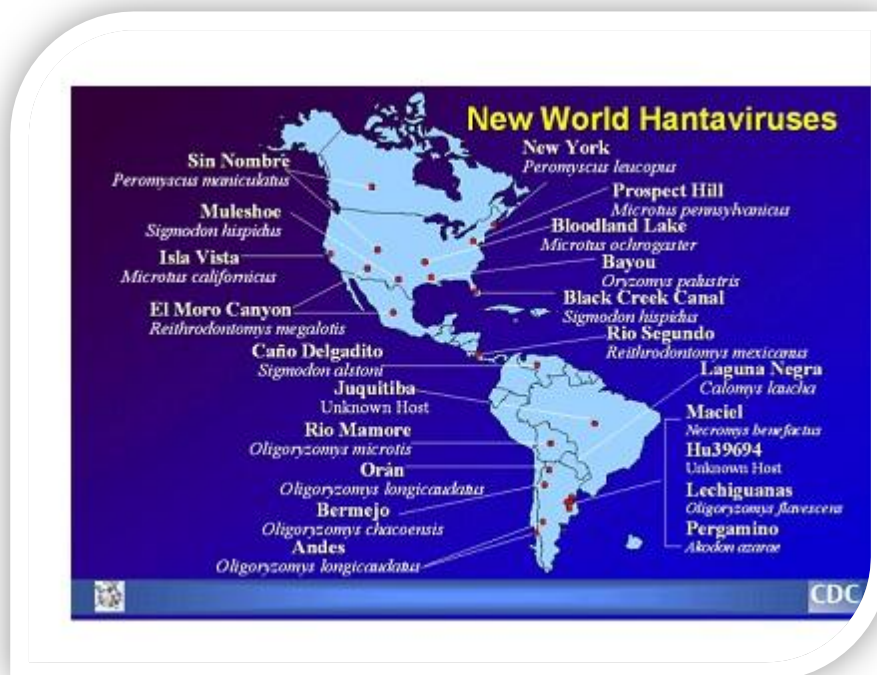 New World Hantaviruses
Sin Nombre
Peromyscus maniculatus
Muleshoe
Sigmodon hispidus
Isla Vista
Microtus californicus
El Moro Canyon
Reithrodontomys megalotis
Caño Delgadito
Sigmodon alstoni
Juquitiba
Unknown Host
Rio Mamore
Oligoryzomys microtis
Orán
Oligoryzomys longicaudatus
Bermejo
Oligoryzomys chacoensis
Andes
Oligoryzomys longicaudatus
New York
Peromyscus leucopus
Prospect Hill
Microtus pennsylvanicus
Bloodland Lake
Microtus ochrogaster
Bayou
Oryzomys palustris
Black Creek Canal
Sigmodon hispidus
Rio Segundo
Reithrodontomys mexicanus
Laguna Negra
Calomys laucha
Maciel
Necromys benefactus
Hu39694
Unknown Host
Lechiguanas
Oligoryzomys flavescens
Pergamino
Akodon azarae
CDC